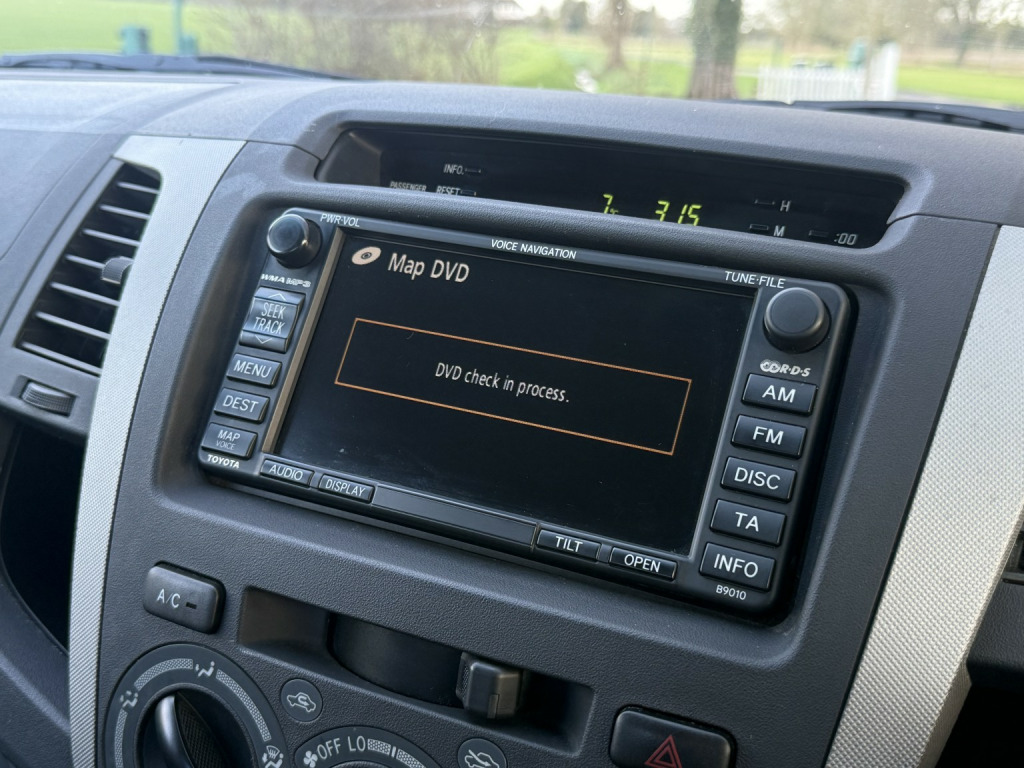 INFO.
PASSENGER RESET
7°C 3:15 H
M :00
PWR·VOL
VOICE NAVIGATION
TUNE·FILE
Map DVD
WMA MP3
SEEK
TRACK
R·D·S
DVD check in process.
MENU
AM
DEST
FM
MAP
VOICE
DISC
TOYOTA
AUDIO
DISPLAY
TA
TILT
OPEN
INFO
B9010
A/C
OFF LO